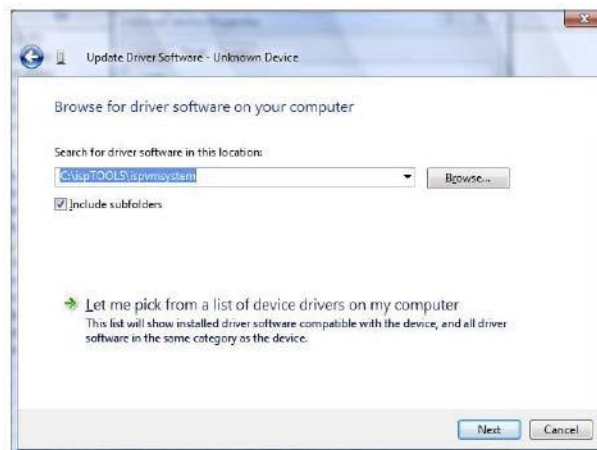 Update Driver Software - Unknown Device
Browse for driver software on your computer
Search for driver software in this location:
C:\ispTOOLS\ispvmsystem
Browse...
Include subfolders
Let me pick from a list of device drivers on my computer
This list will show installed driver software compatible with the device, and all driver
software in the same category as the device.
Next
Cancel